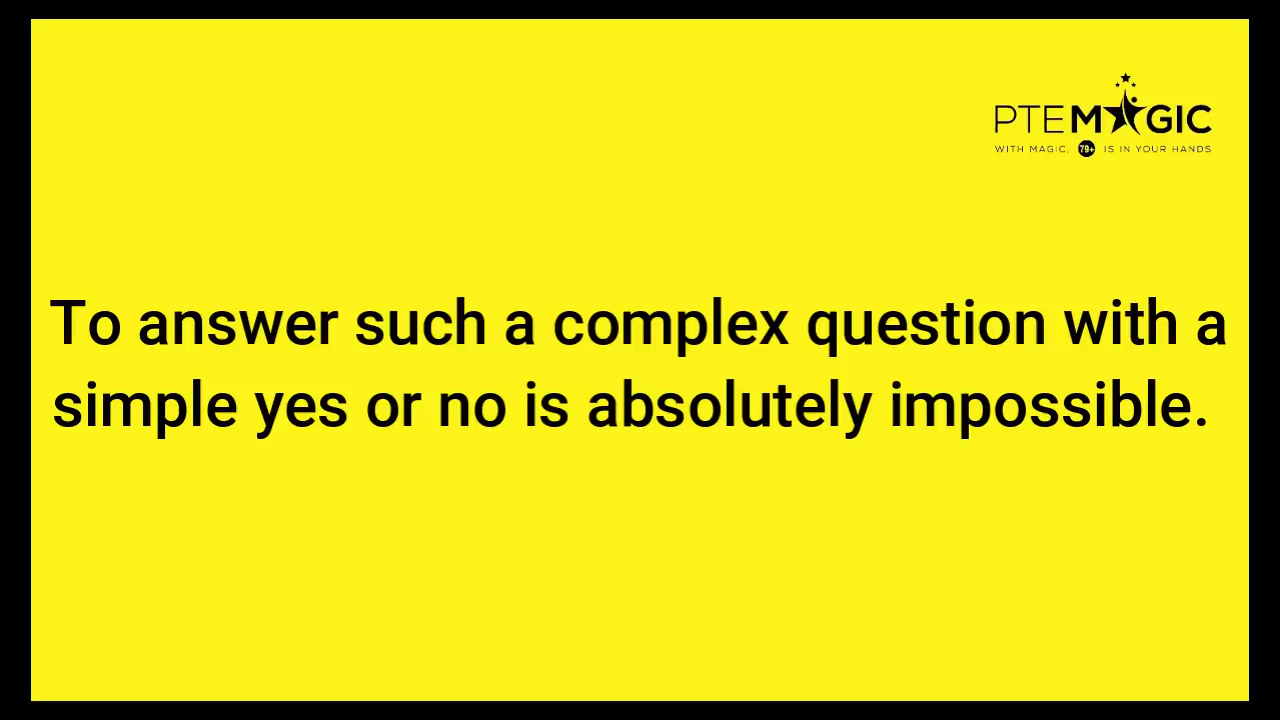 PTEMAGIC
WITH MAGIC, 79+ IS IN YOUR HANDS
To answer such a complex question with a
simple yes or no is absolutely impossible.